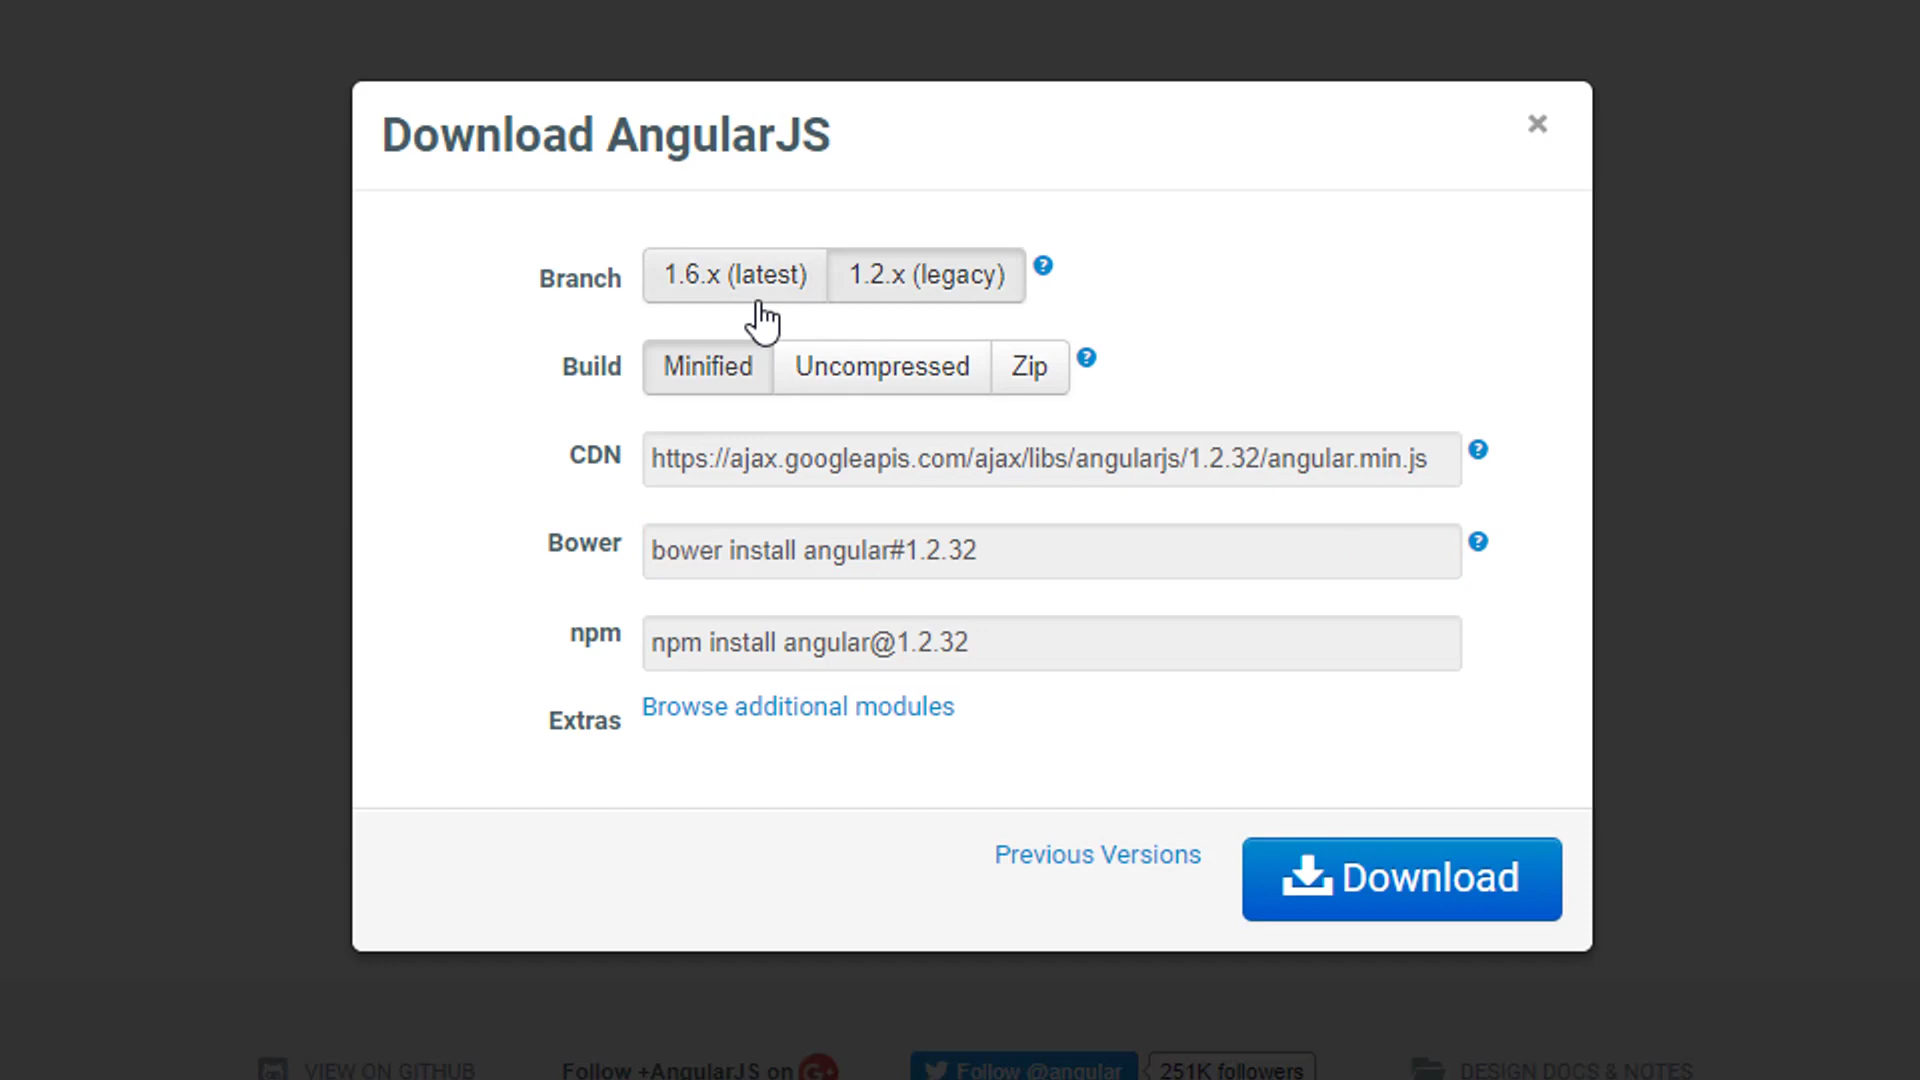 Download AngularJS
×
Branch 1.6.x (latest) 1.2.x (legacy) ?
Build Minified Uncompressed Zip ?
CDN https://ajax.googleapis.com/ajax/libs/angularjs/1.2.32/angular.min.js ?
Bower bower install angular#1.2.32 ?
npm npm install angular@1.2.32
Extras Browse additional modules
Previous Versions Download
VIEW ON GITHUB Follow +AngularJS on G+ Follow @angular 251K followers DESIGN DOCS & NOTES